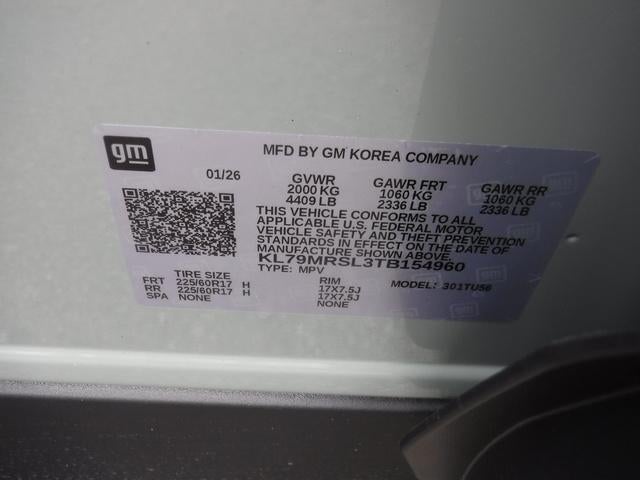 gm
MFD BY GM KOREA COMPANY
01/26
GVWR GAWR FRT GAWR RR
2000 KG 1060 KG 1060 KG
4409 LB 2336 LB 2336 LB
THIS VEHICLE CONFORMS TO ALL
APPLICABLE U.S. FEDERAL MOTOR
VEHICLE SAFETY AND THEFT PREVENTION
STANDARDS IN EFFECT ON THE DATE OF
MANUFACTURE SHOWN ABOVE.
KL79MRSL3TB154960
TYPE: MPV MODEL: 301TU56
TIRE SIZE RIM
FRT 225/60R17 H 17X7.5J
RR 225/60R17 H 17X7.5J
SPA NONE NONE